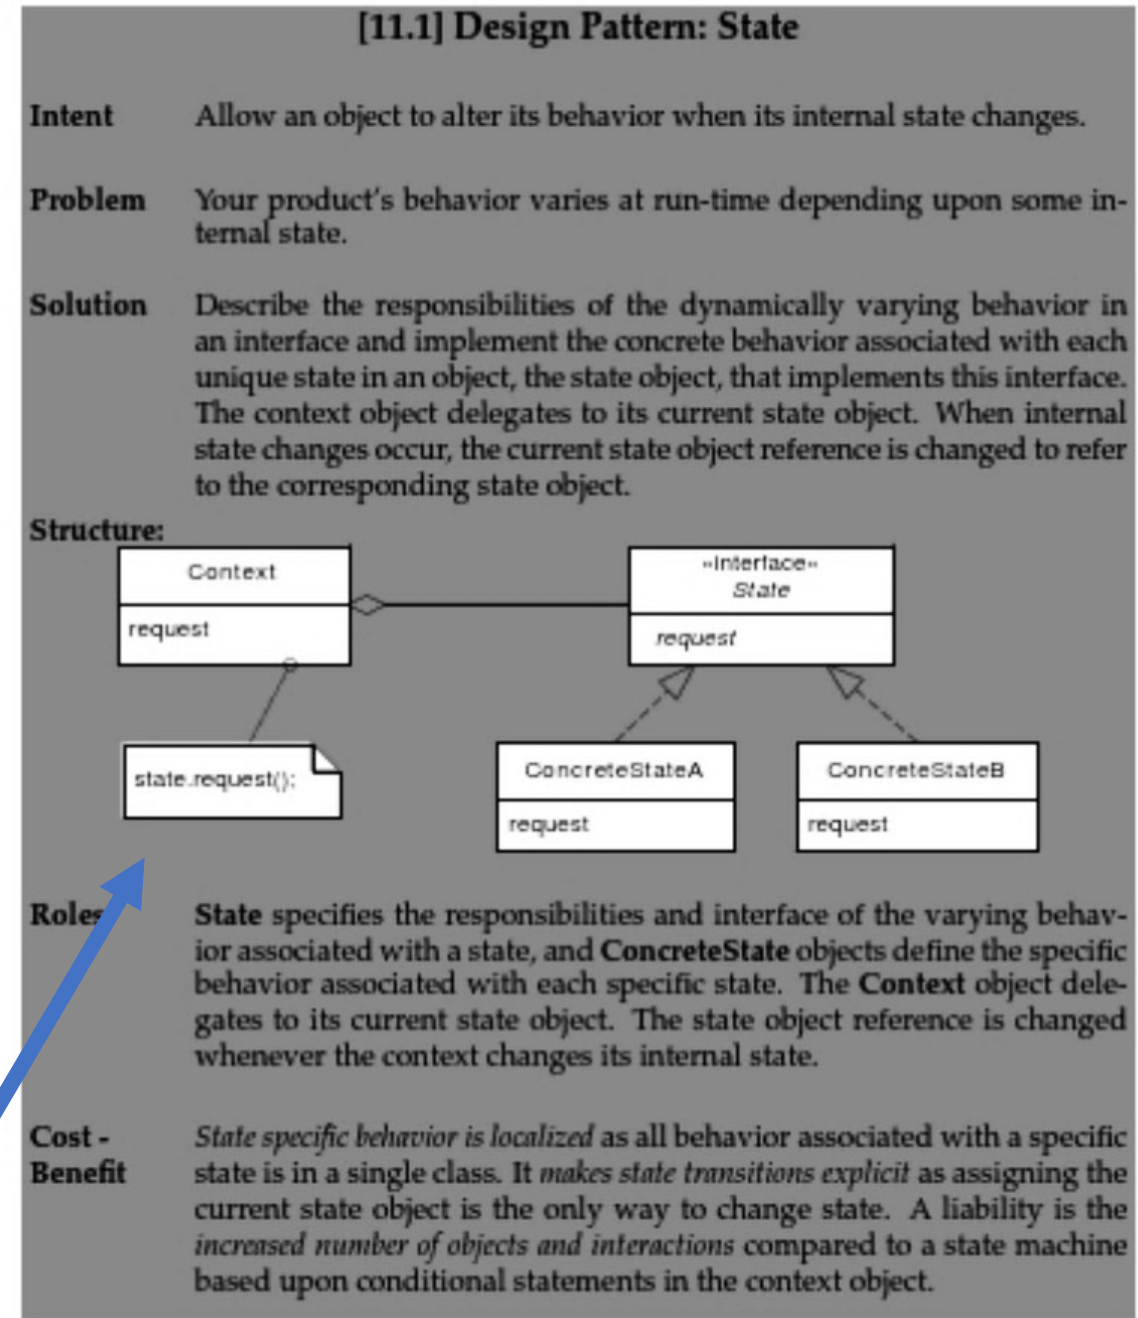 [11.1] Design Pattern: State
Intent Allow an object to alter its behavior when its internal state changes.
Problem Your product's behavior varies at run-time depending upon some in-
ternal state.
Solution Describe the responsibilities of the dynamically varying behavior in
an interface and implement the concrete behavior associated with each
unique state in an object, the state object, that implements this interface.
The context object delegates to its current state object. When internal
state changes occur, the current state object reference is changed to refer
to the corresponding state object.
Structure:
Context
request
«interface»
State
request
state.request();
ConcreteStateA
request
ConcreteStateB
request
Roles State specifies the responsibilities and interface of the varying behav-
ior associated with a state, and ConcreteState objects define the specific
behavior associated with each specific state. The Context object dele-
gates to its current state object. The state object reference is changed
whenever the context changes its internal state.
Cost - State specific behavior is localized as all behavior associated with a specific
Benefit state is in a single class. It makes state transitions explicit as assigning the
current state object is the only way to change state. A liability is the
increased number of objects and interactions compared to a state machine
based upon conditional statements in the context object.